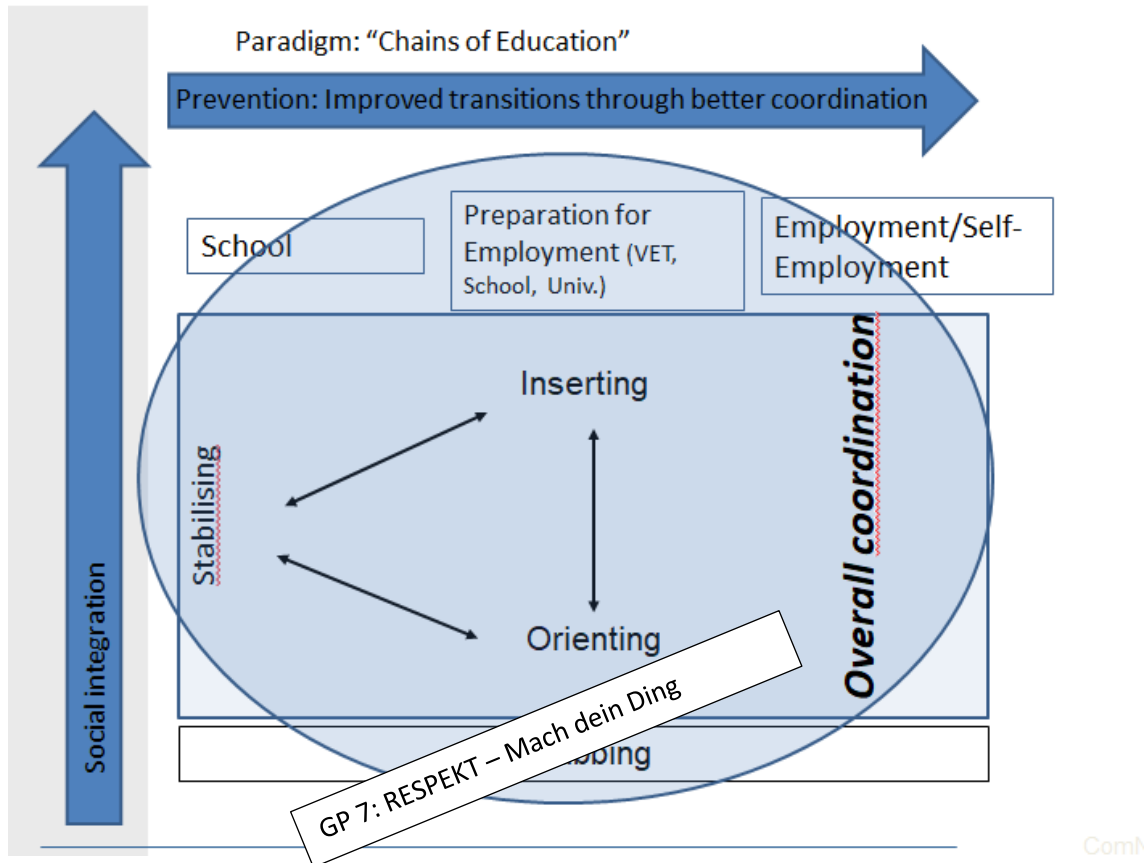 Paradigm: “Chains of Education”
Prevention: Improved transitions through better coordination
School
Preparation for
Employment (VET,
School, Univ.)
Employment/Self-
Employment
Inserting
Stabilising
Orienting
Overall coordination
Social integration
GP 7: RESPEKT – Mach dein Ding